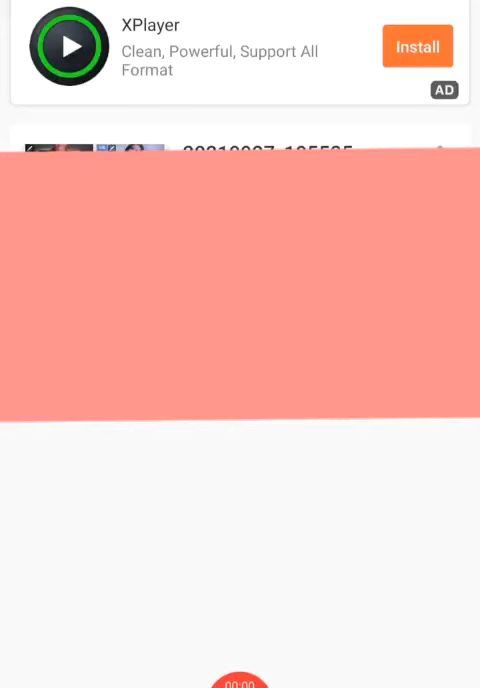 XPlayer
Clean, Powerful, Support All
Format
Install
AD
00:00